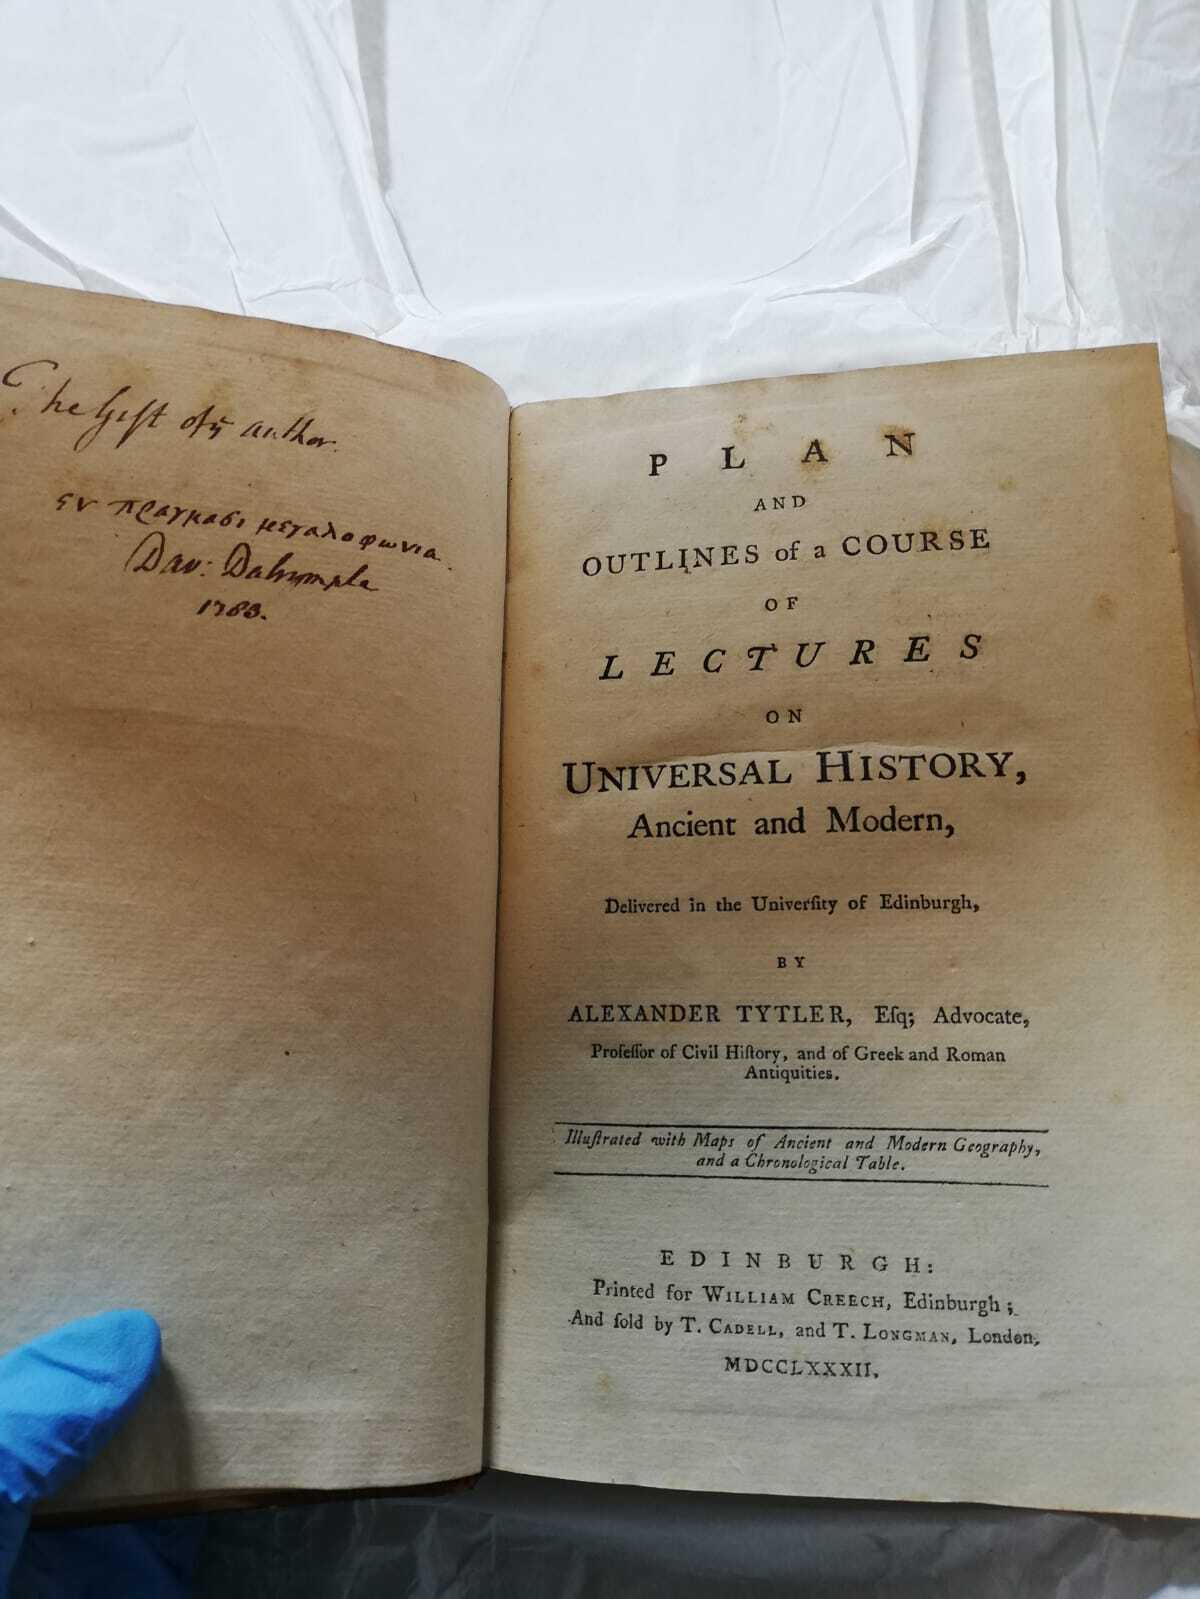 The Gift of yͤ author.
εν πραγμασι μεγαλοφωνια.
Dav: Dalrymple
1783.
PLAN
AND
OUTLINES of a COURSE
OF
LECTURES
ON
UNIVERSAL HISTORY,
Ancient and Modern,
Delivered in the Univerſity of Edinburgh,
BY
ALEXANDER TYTLER, Eſq; Advocate,
Profeſſor of Civil Hiſtory, and of Greek and Roman
Antiquities.
Illuſtrated with Maps of Ancient and Modern Geography,
and a Chronological Table.
EDINBURGH:
Printed for WILLIAM CREECH, Edinburgh;
And ſold by T. CADELL, and T. LONGMAN, London,
MDCCLXXXII.